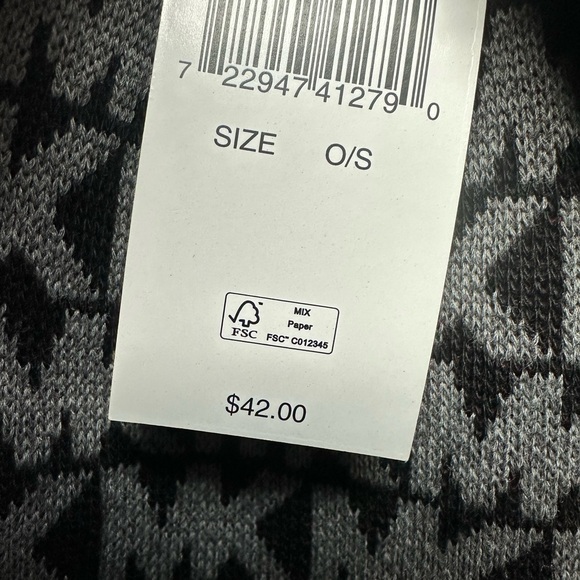 7 22947 41279 0
SIZE O/S
MIX
Paper
FSC™ C012345
FSC
$42.00